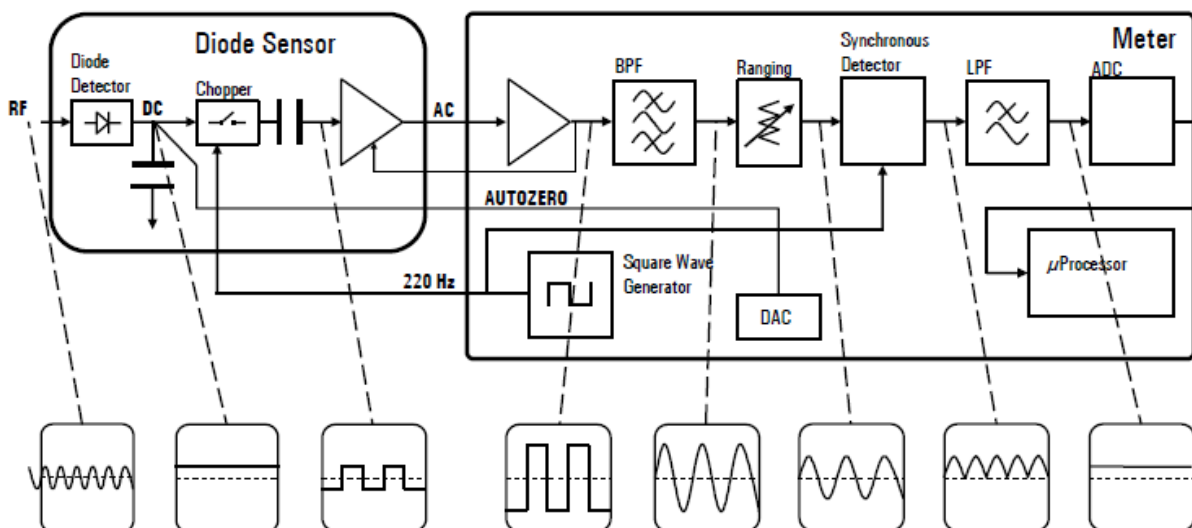 Diode Sensor
Meter
Diode
Detector
Chopper
BPF
Ranging
Synchronous
Detector
LPF
ADC
RF
DC
AC
AUTOZERO
220 Hz
Square Wave
Generator
DAC
µProcessor